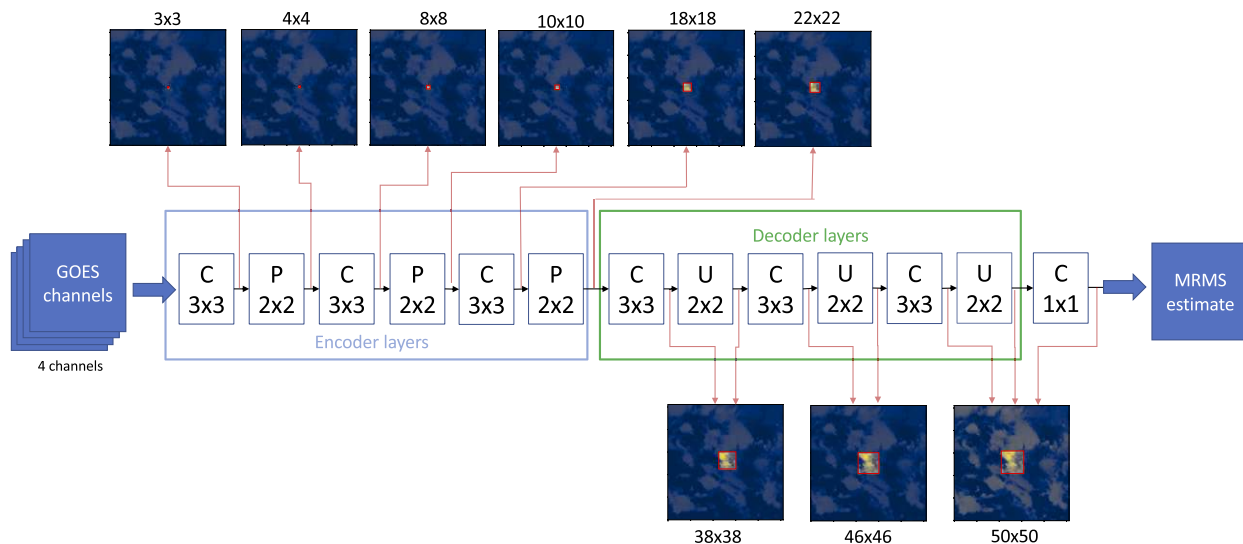 3x3
4x4
8x8
10x10
18x18
22x22
GOES
channels
4 channels
C
3x3
P
2x2
C
3x3
P
2x2
C
3x3
P
2x2
Encoder layers
Decoder layers
C
3x3
U
2x2
C
3x3
U
2x2
C
3x3
U
2x2
C
1x1
MRMS
estimate
38x38
46x46
50x50